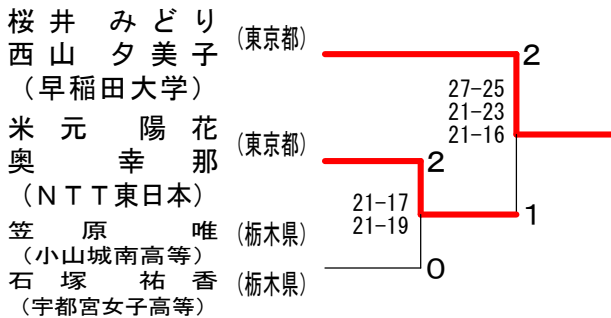 桜井 みどり
西山 夕美子
(東京都)
(早稲田大学)
米元 陽花
奥 幸那
(東京都)
(NTT東日本)
笠原 唯
(栃木県)
(小山城南高等)
石塚 祐香
(栃木県)
(宇都宮女子高等)
2
27-25
21-23
21-16
2
21-17
21-19
1
0